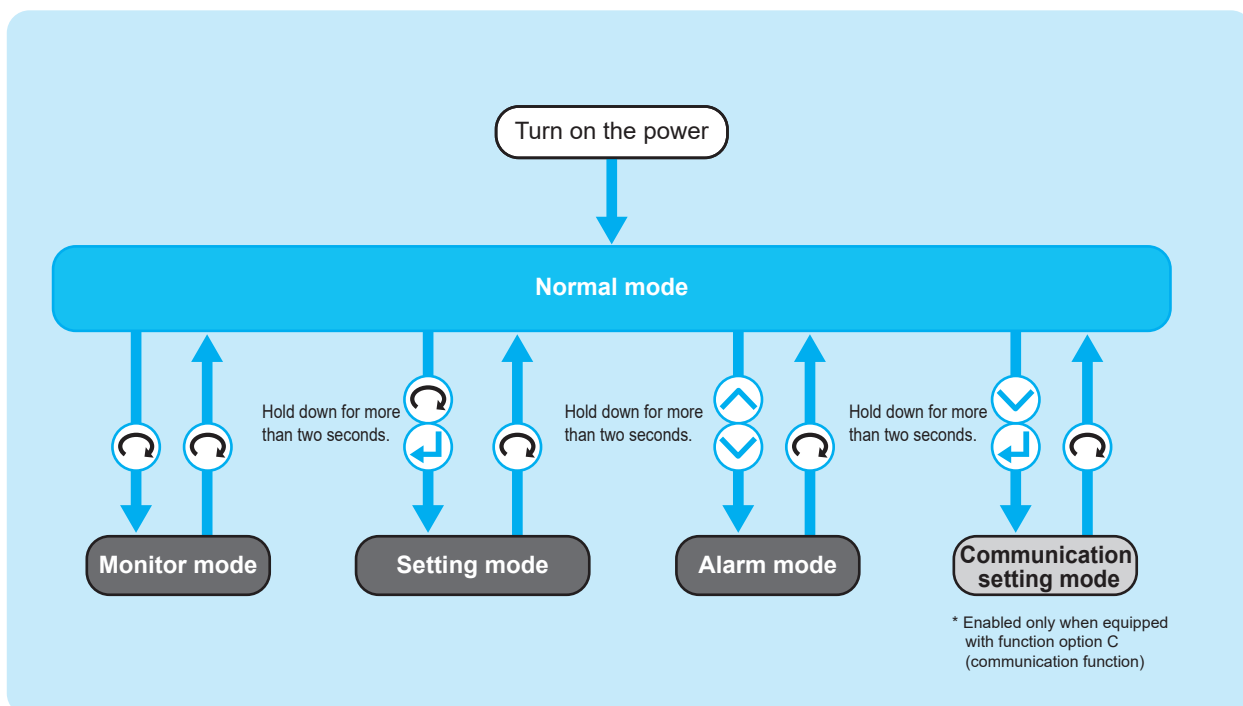 Turn on the power
Normal mode
Hold down for more
than two seconds.
Hold down for more
than two seconds.
Hold down for more
than two seconds.
Monitor mode
Setting mode
Alarm mode
Communication
setting mode
* Enabled only when equipped
with function option C
(communication function)